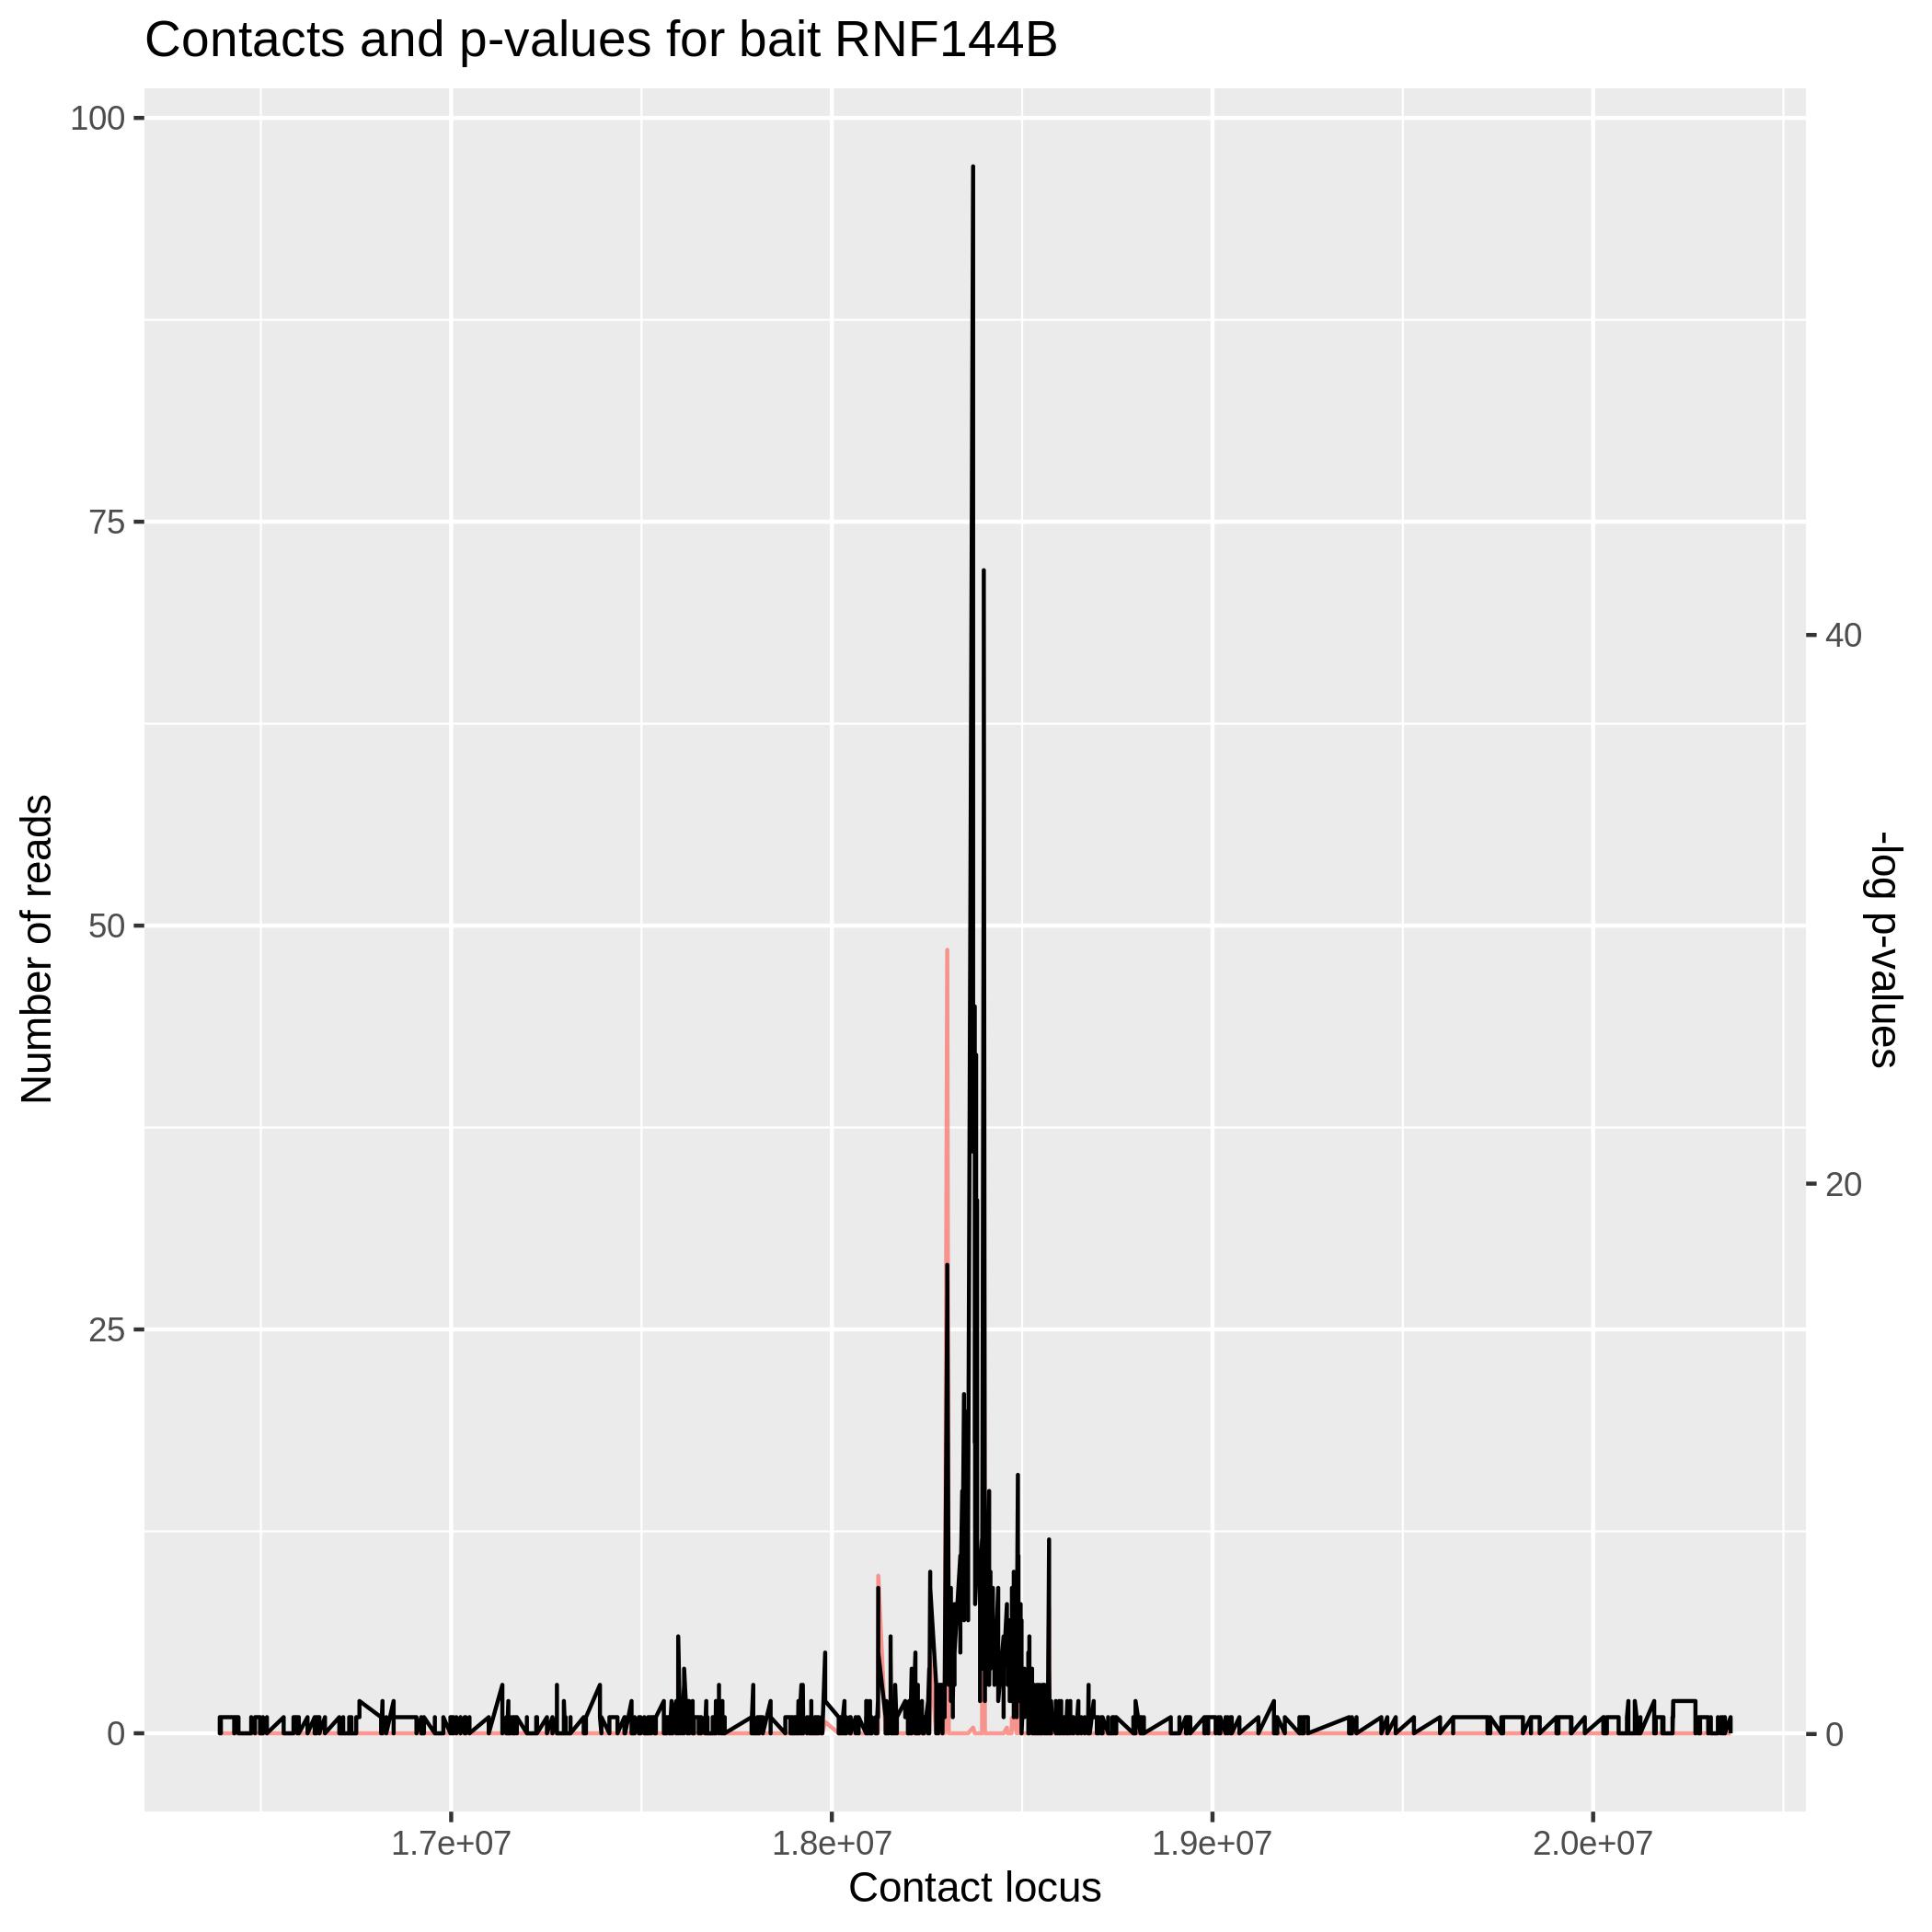 Contacts and p-values for bait RNF144B
100
75
50
25
0
Number of reads
40
20
0
-log p-values
1.7e+07
1.8e+07
1.9e+07
2.0e+07
Contact locus